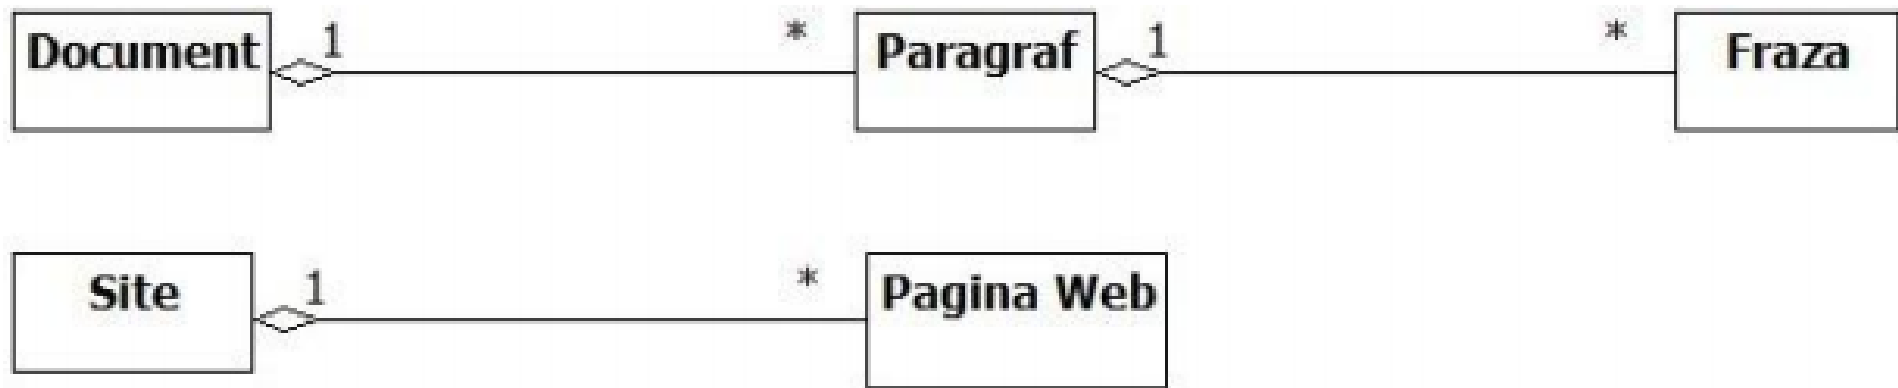 Document 1 * Paragraf 1 * Fraza
Site 1 * Pagina Web